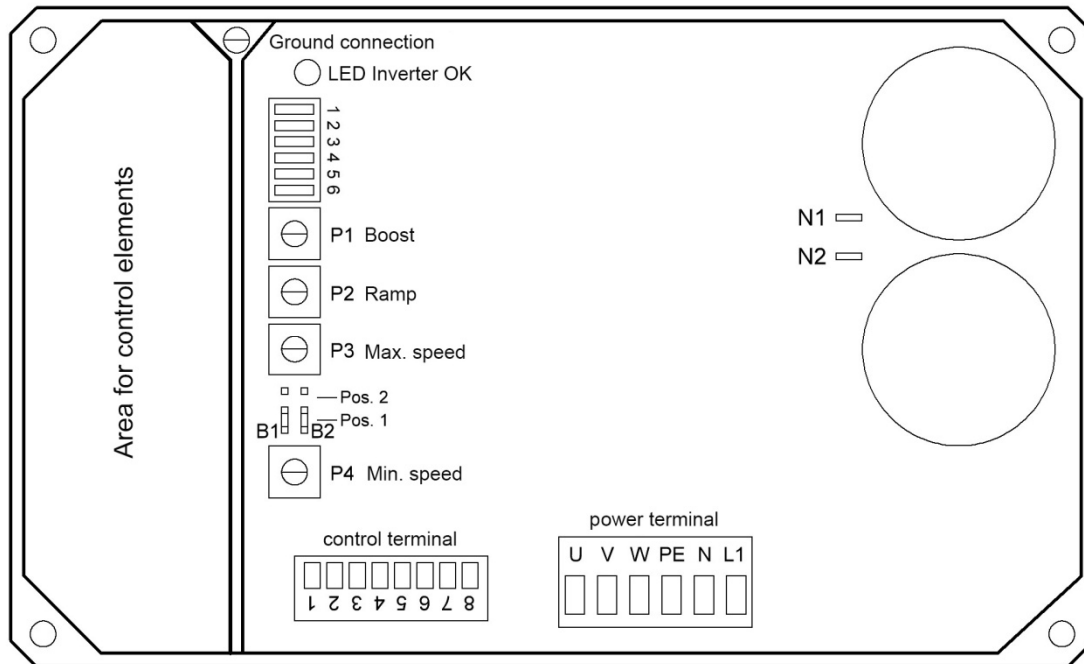 Ground connection
LED Inverter OK
1
2
3
4
5
6
Area for control elements
P1 Boost
N1
N2
P2 Ramp
P3 Max. speed
Pos. 2
Pos. 1
B1 B2
P4 Min. speed
control terminal
1 2 3 4 5 6 7 8
power terminal
U V W PE N L1